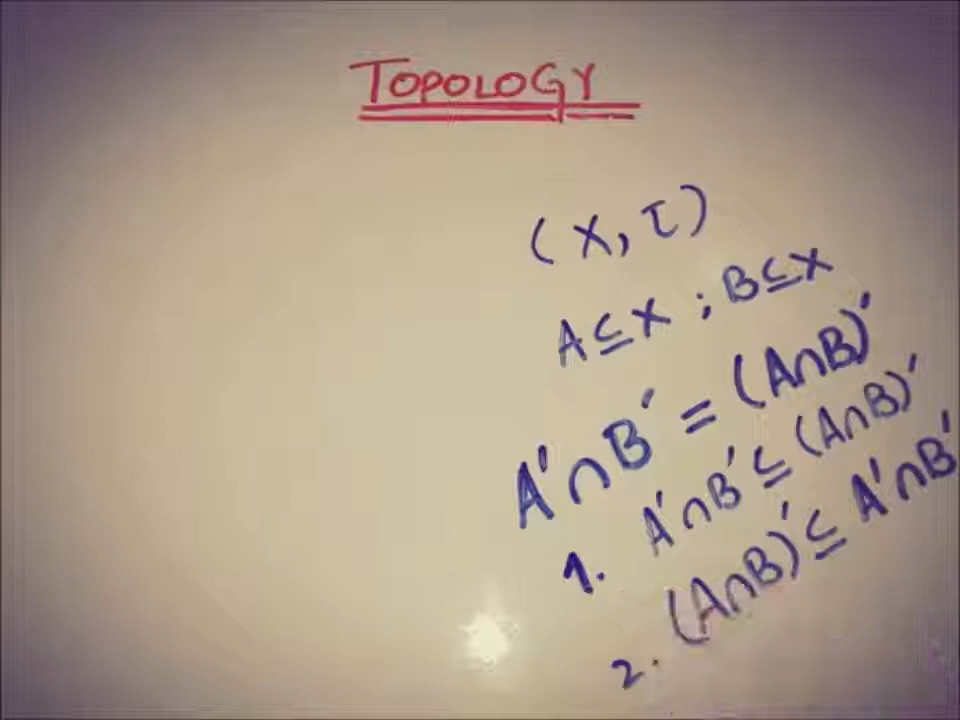 TOPOLOGY
(X, τ)
A⊆X ; B⊆X
A'∩B' = (A∩B)'
1. A'∩B' ⊆ (A∩B)'
2. (A∩B)' ⊆ A'∩B'